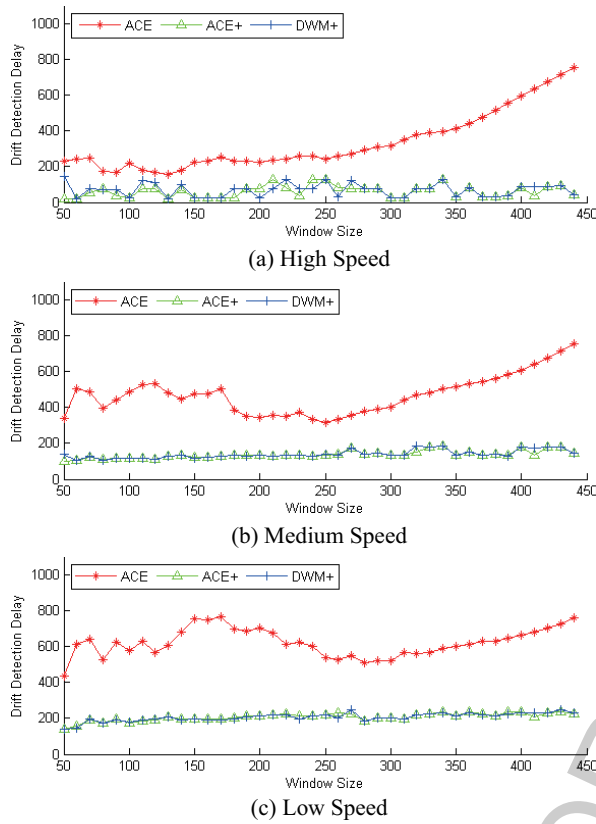 1000
ACE ACE+ DWM+
800
600
400
200
0
Drift Detection Delay
50 100 150 200 250 300 350 400 450
Window Size
(a) High Speed
1000
ACE ACE+ DWM+
800
600
400
200
0
Drift Detection Delay
50 100 150 200 250 300 350 400 450
Window Size
(b) Medium Speed
1000
ACE ACE+ DWM+
800
600
400
200
0
Drift Detection Delay
50 100 150 200 250 300 350 400 450
Window Size
(c) Low Speed